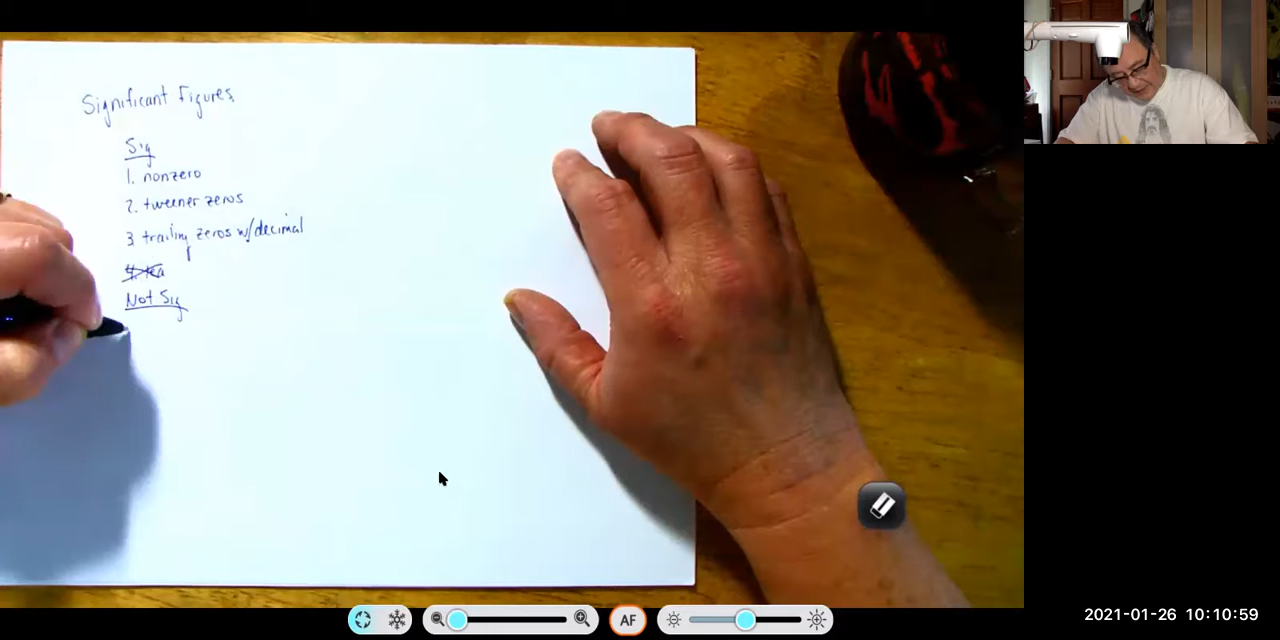 Significant Figures
Sig
1. nonzero
2. tweener zeros
3 trailing zeros w/decimal
Not Sig
AF
2021-01-26 10:10:59